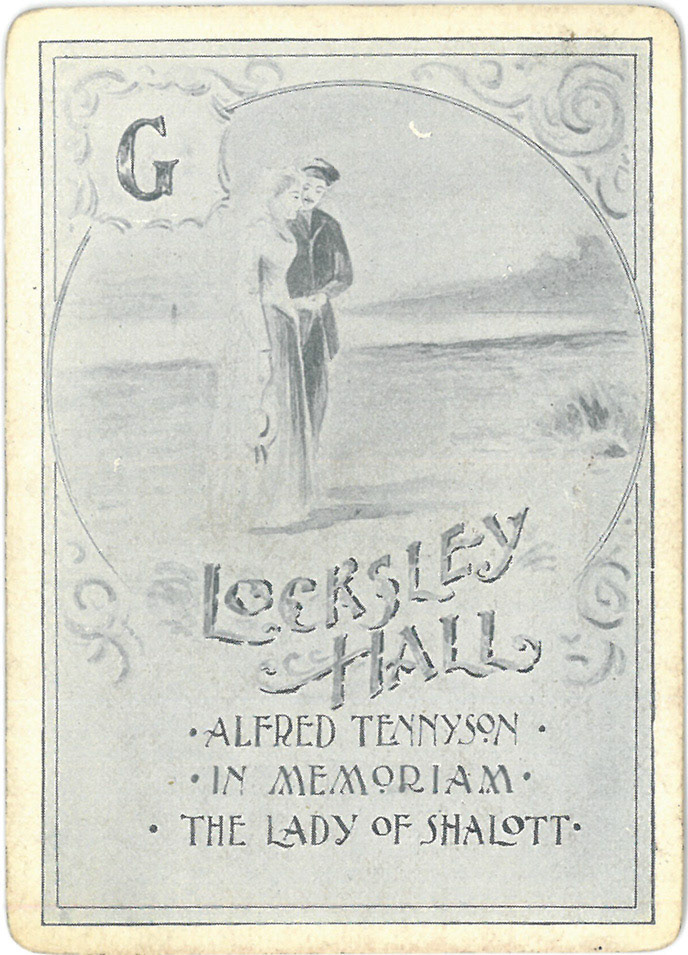 G
LOCKSLEY
HALL
•ALFRED TENNYSON•
•IN MEMORIAM•
•THE LADY OF SHALOTT•